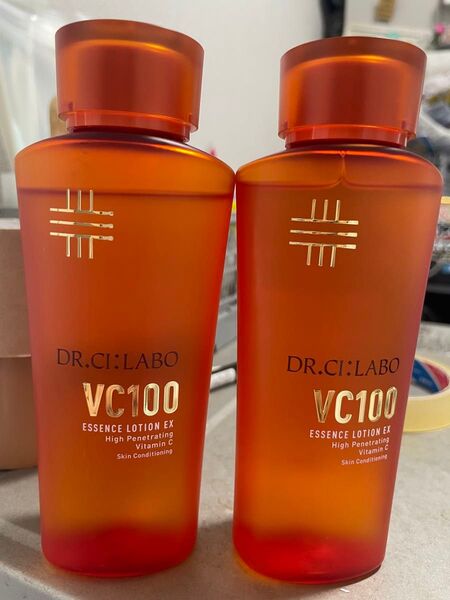 DR.CI:LABO
VC100
ESSENCE LOTION EX
High Penetrating
Vitamin C
Skin Conditioning
DR.CI:LABO
VC100
ESSENCE LOTION EX
High Penetrating
Vitamin C
Skin Conditioning